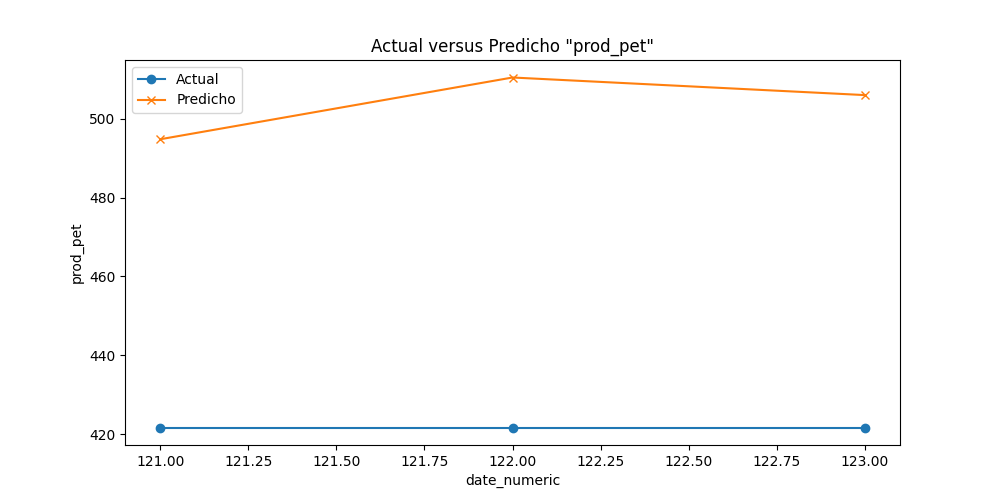 Actual versus Predicho "prod_pet"
Actual
Predicho
500
480
460
440
420
prod_pet
121.00 121.25 121.50 121.75 122.00 122.25 122.50 122.75 123.00
date_numeric